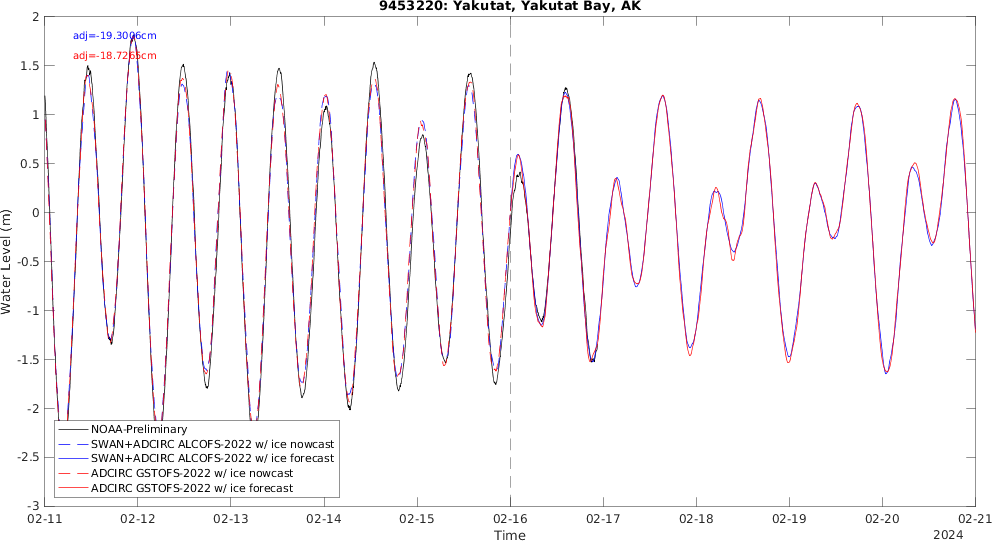 9453220: Yakutat, Yakutat Bay, AK
adj=-19.3006cm
adj=-18.7265cm
Water Level (m)
2
1.5
1
0.5
0
-0.5
-1
-1.5
-2
-2.5
-3
NOAA-Preliminary
SWAN+ADCIRC ALCOFS-2022 w/ ice nowcast
SWAN+ADCIRC ALCOFS-2022 w/ ice forecast
ADCIRC GSTOFS-2022 w/ ice nowcast
ADCIRC GSTOFS-2022 w/ ice forecast
02-11 02-12 02-13 02-14 02-15 02-16 02-17 02-18 02-19 02-20 02-21
Time
2024